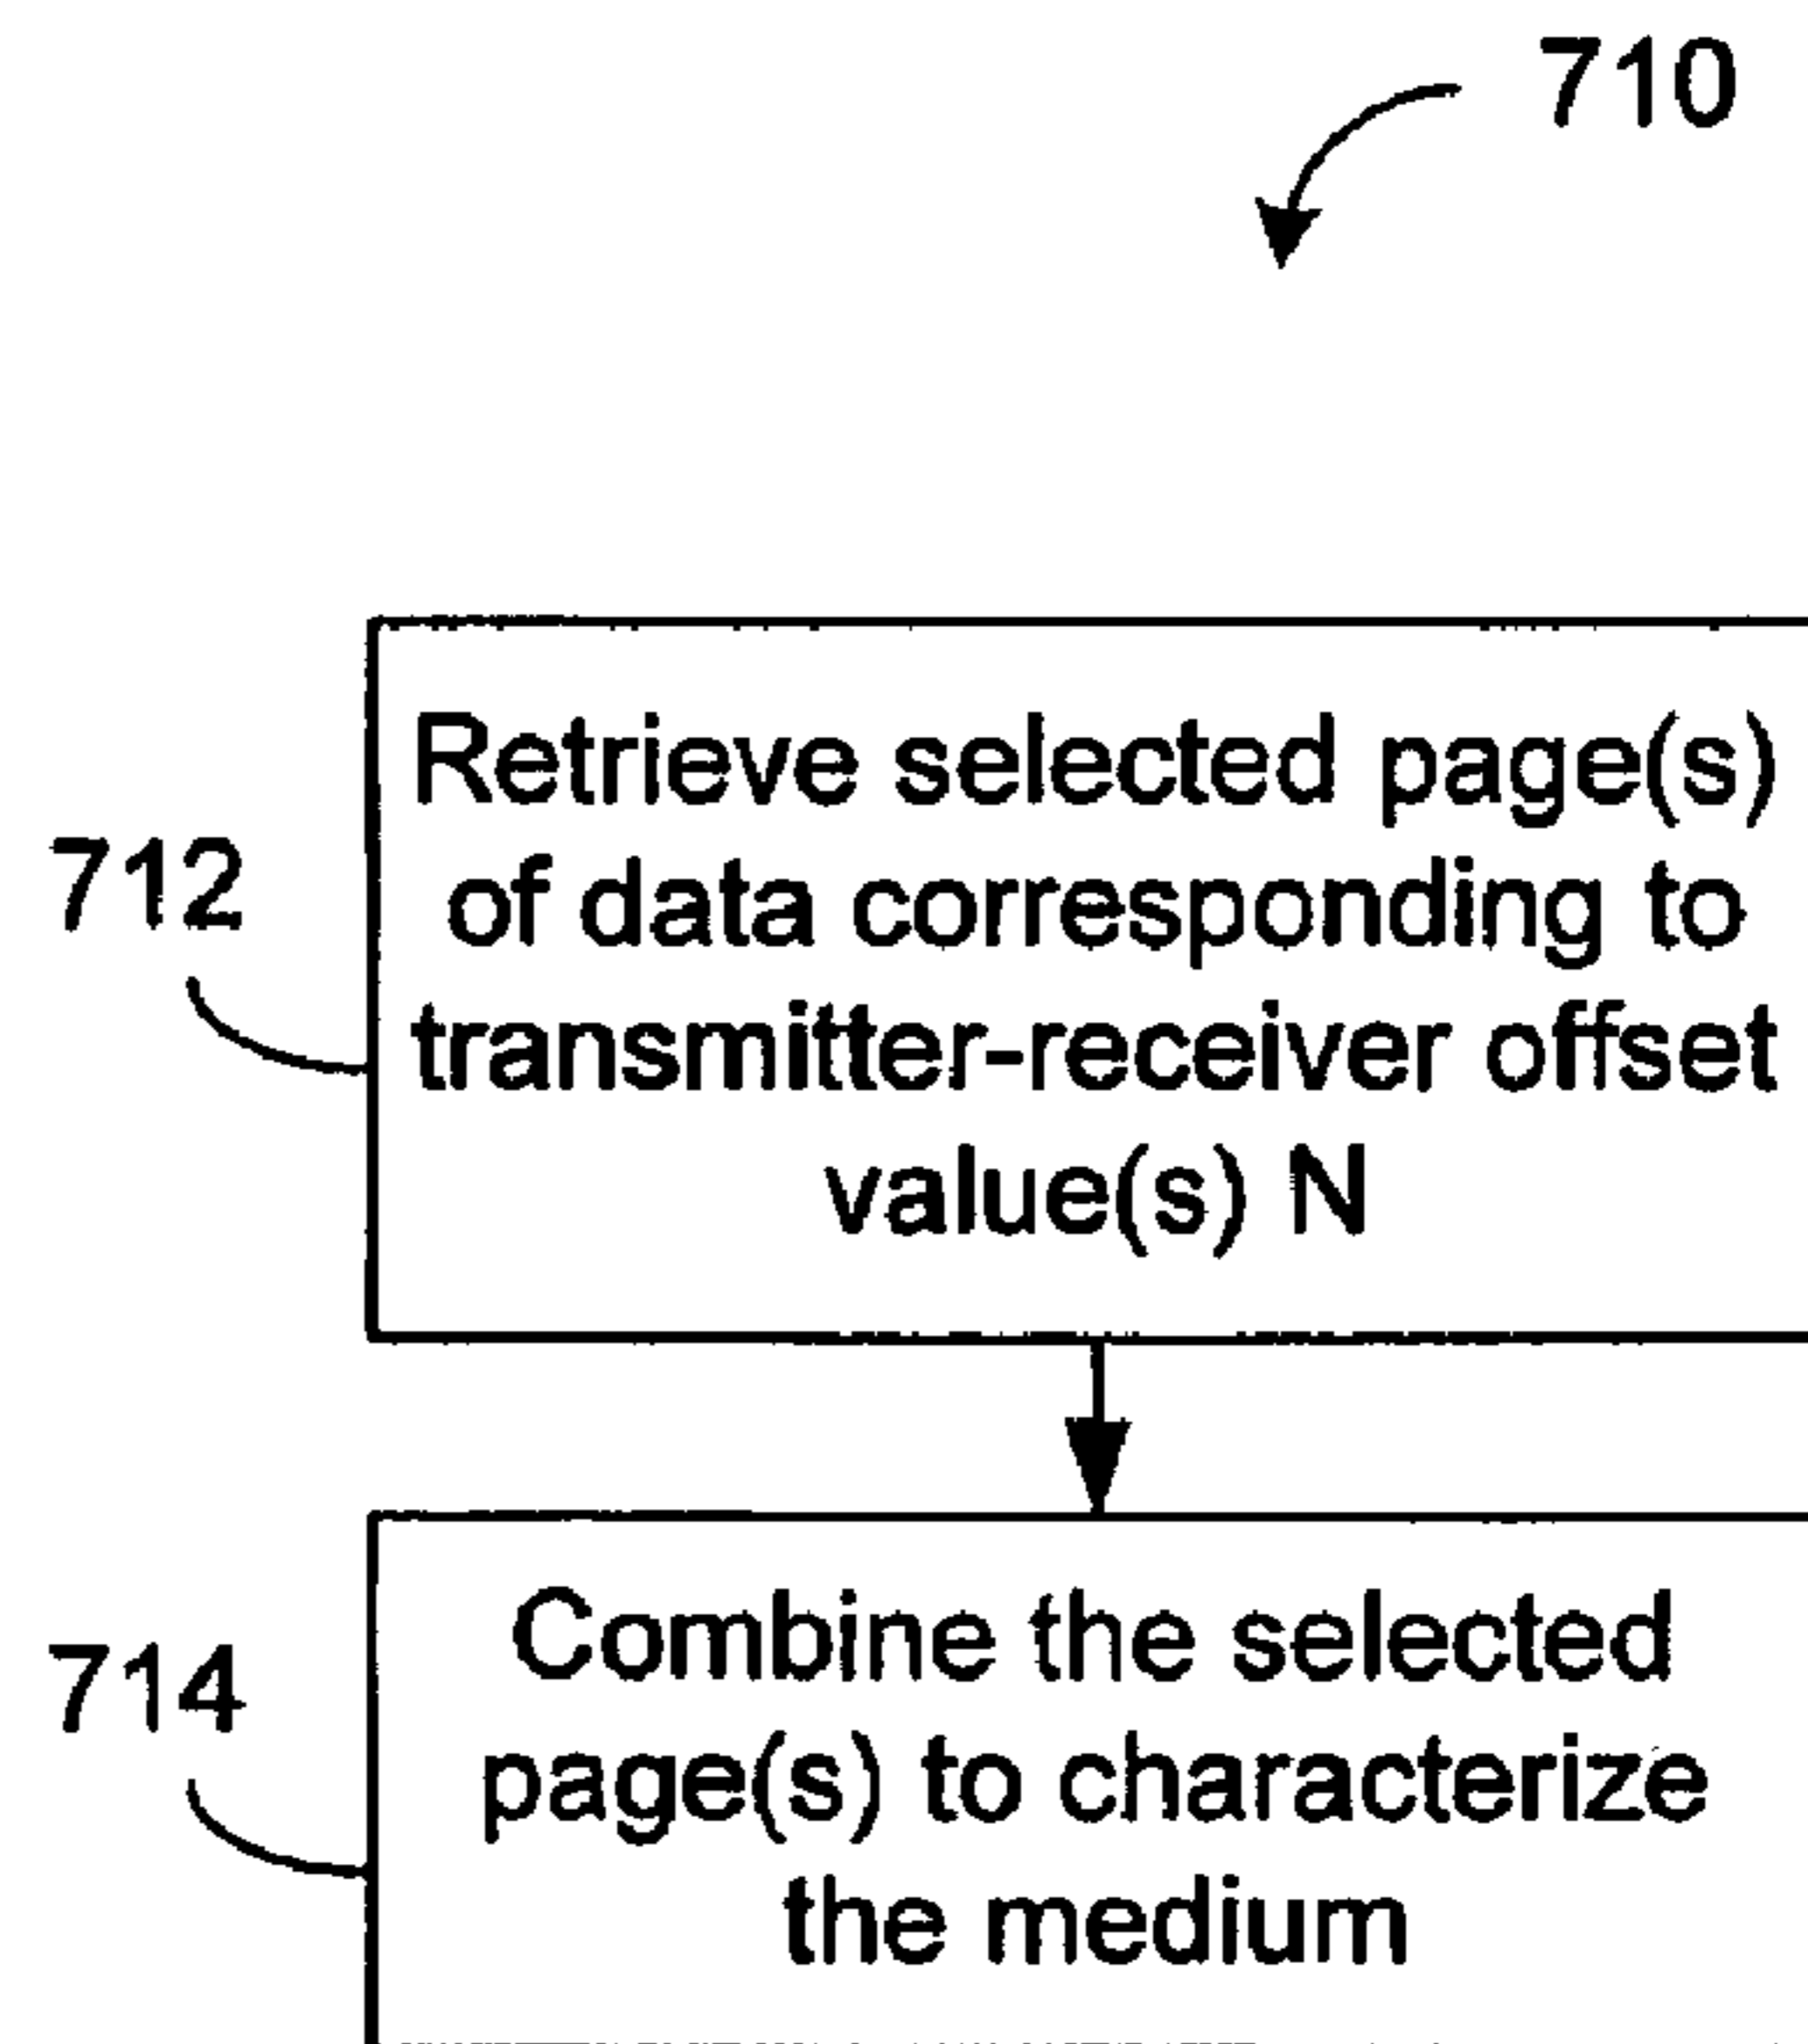 710
Retrieve selected page(s)
of data corresponding to
transmitter-receiver offset
value(s) N
712
Combine the selected
page(s) to characterize
the medium
714